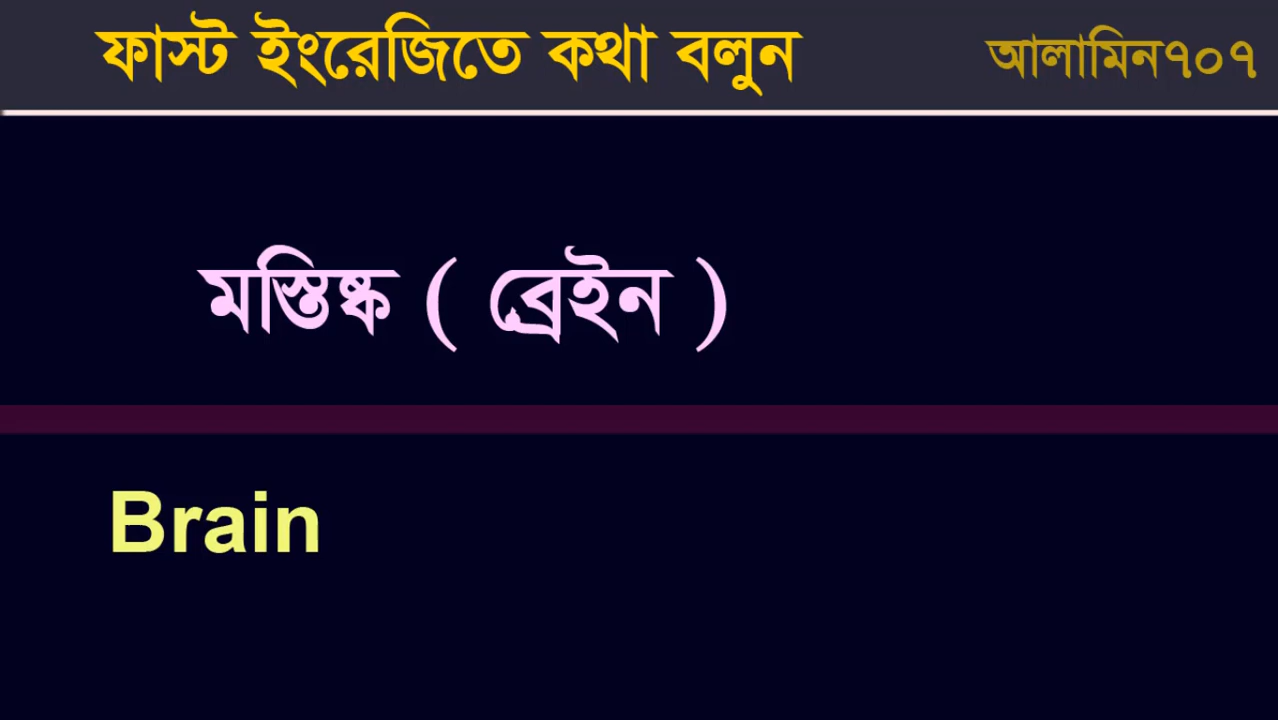 ফাস্ট ইংরেজিতে কথা বলুন আলামিন৭০৭
মস্তিষ্ক ( ব্রেইন )
Brain